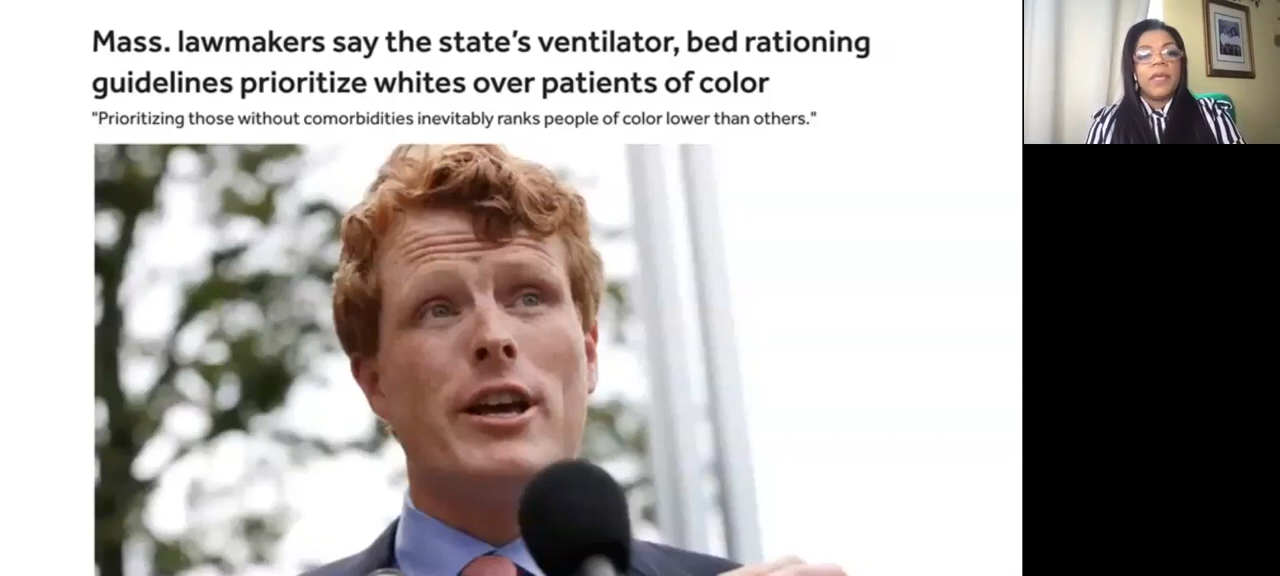 Mass. lawmakers say the state's ventilator, bed rationing
guidelines prioritize whites over patients of color
"Prioritizing those without comorbidities inevitably ranks people of color lower than others."